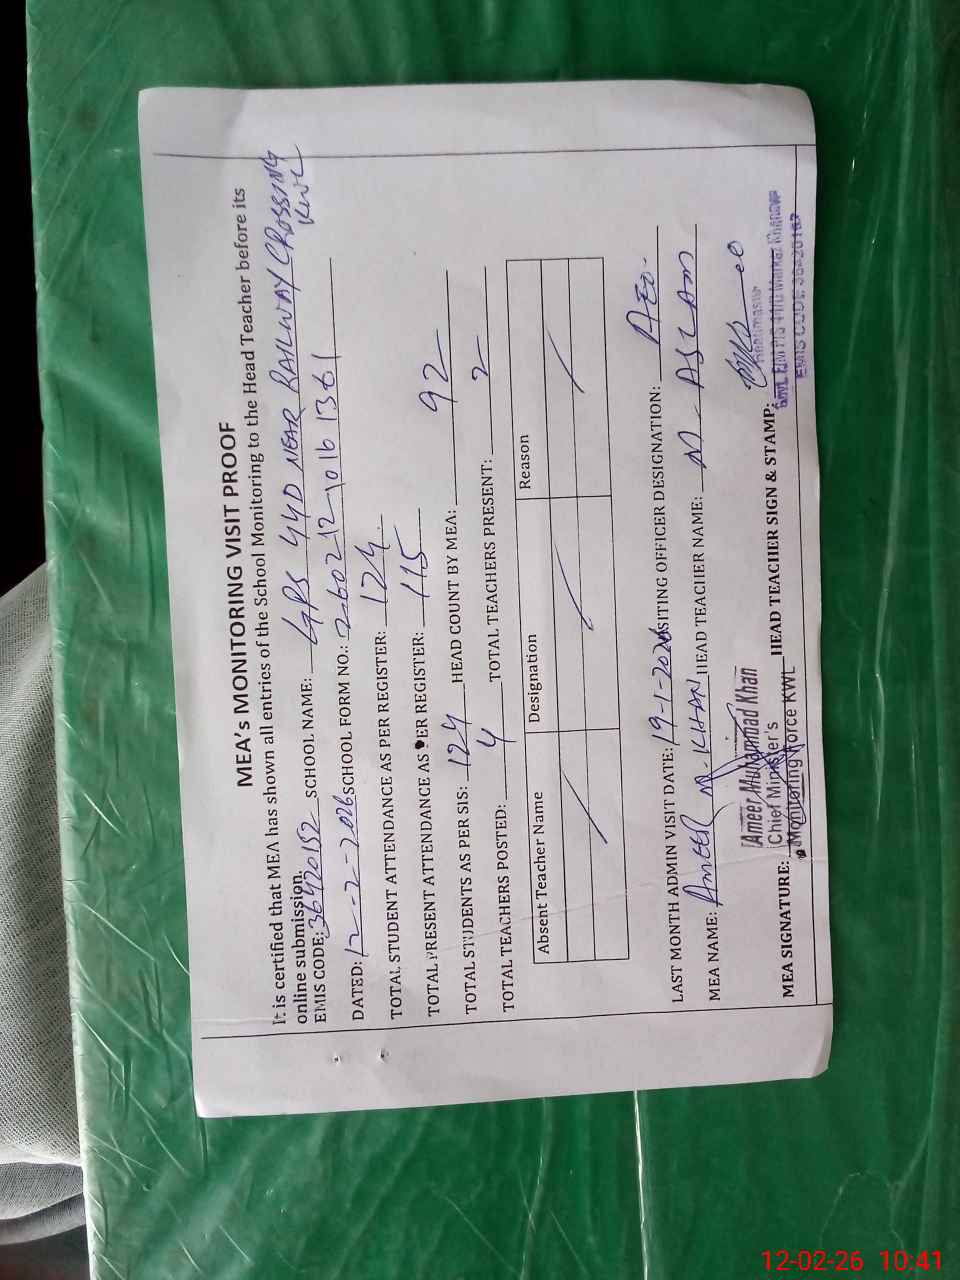 MEA's MONITORING VISIT PROOF
It is certified that MEA has shown all entries of the School Monitoring to the Head Teacher before its
online submission.
EMIS CODE: 36420152 SCHOOL NAME: GPS 44D NEAR RAILWAY CROSSING
KWL
DATED: 12-2-2026 SCHOOL FORM NO.: 260212 101
TOTAL STUDENT ATTENDANCE AS PER REGISTER: 124
TOTAL PRESENT ATTENDANCE AS PER REGISTER: 115
TOTAL STUDENTS AS PER SIS: 124 HEAD COUNT BY MEA: 92
TOTAL TEACHERS POSTED: 4 TOTAL TEACHERS PRESENT: 2
Absent Teacher Name Designation Reason
LAST MONTH ADMIN VISIT DATE: 19-1-2026 VISITING OFFICER DESIGNATION: AEO.
MEA NAME: AMEER M. KHAN HEAD TEACHER NAME: M. ASLAM
Ameer Muhammad Khan
Chief Minister's
Monitoring Force KWL
MEA SIGNATURE: HEAD TEACHER SIGN & STAMP:
Headmaster
EMIS CODE
12-02-26 10:41